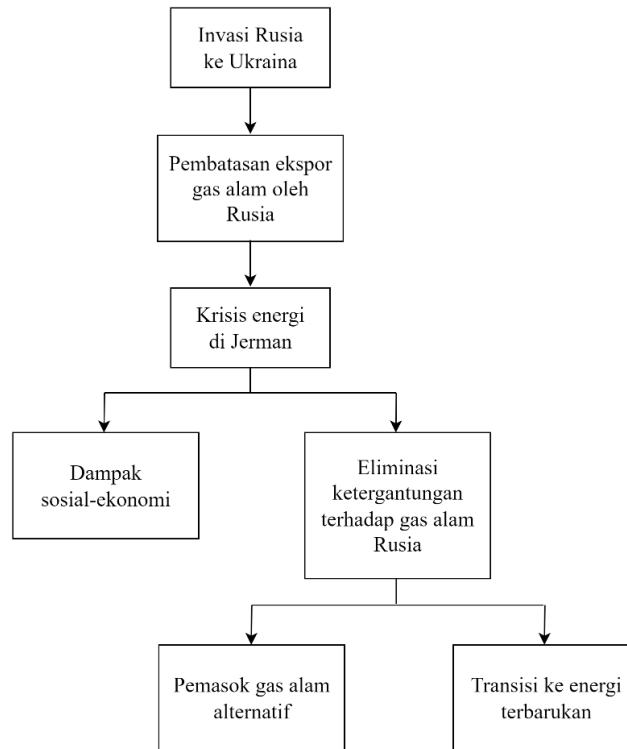 Invasi Rusia
ke Ukraina
Pembatasan ekspor
gas alam oleh
Rusia
Krisis energi
di Jerman
Dampak
sosial-ekonomi
Eliminasi
ketergantungan
terhadap gas alam
Rusia
Pemasok gas alam
alternatif
Transisi ke energi
terbarukan